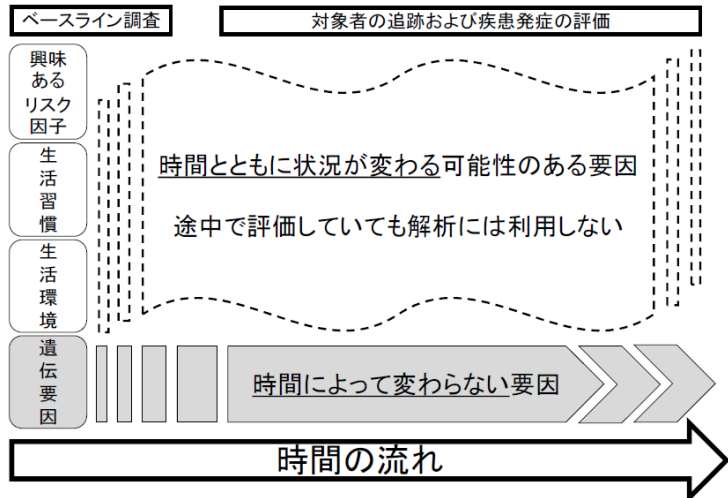 ベースライン調査
対象者の追跡および疾患発症の評価
興味
ある
リスク
因子
生
活
習
慣
生
活
環
境
遺
伝
要
因
時間とともに状況が変わる可能性のある要因
途中で評価していても解析には利用しない
時間によって変わらない要因
時間の流れ